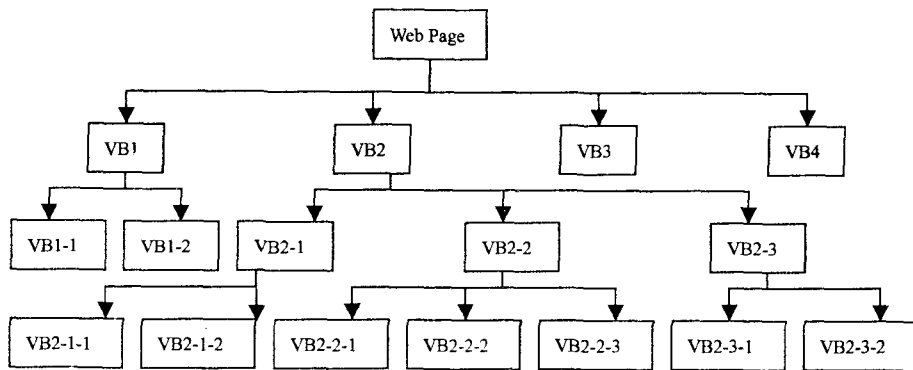 Web Page
VB1
VB2
VB3
VB4
VB1-1
VB1-2
VB2-1
VB2-2
VB2-3
VB2-1-1
VB2-1-2
VB2-2-1
VB2-2-2
VB2-2-3
VB2-3-1
VB2-3-2